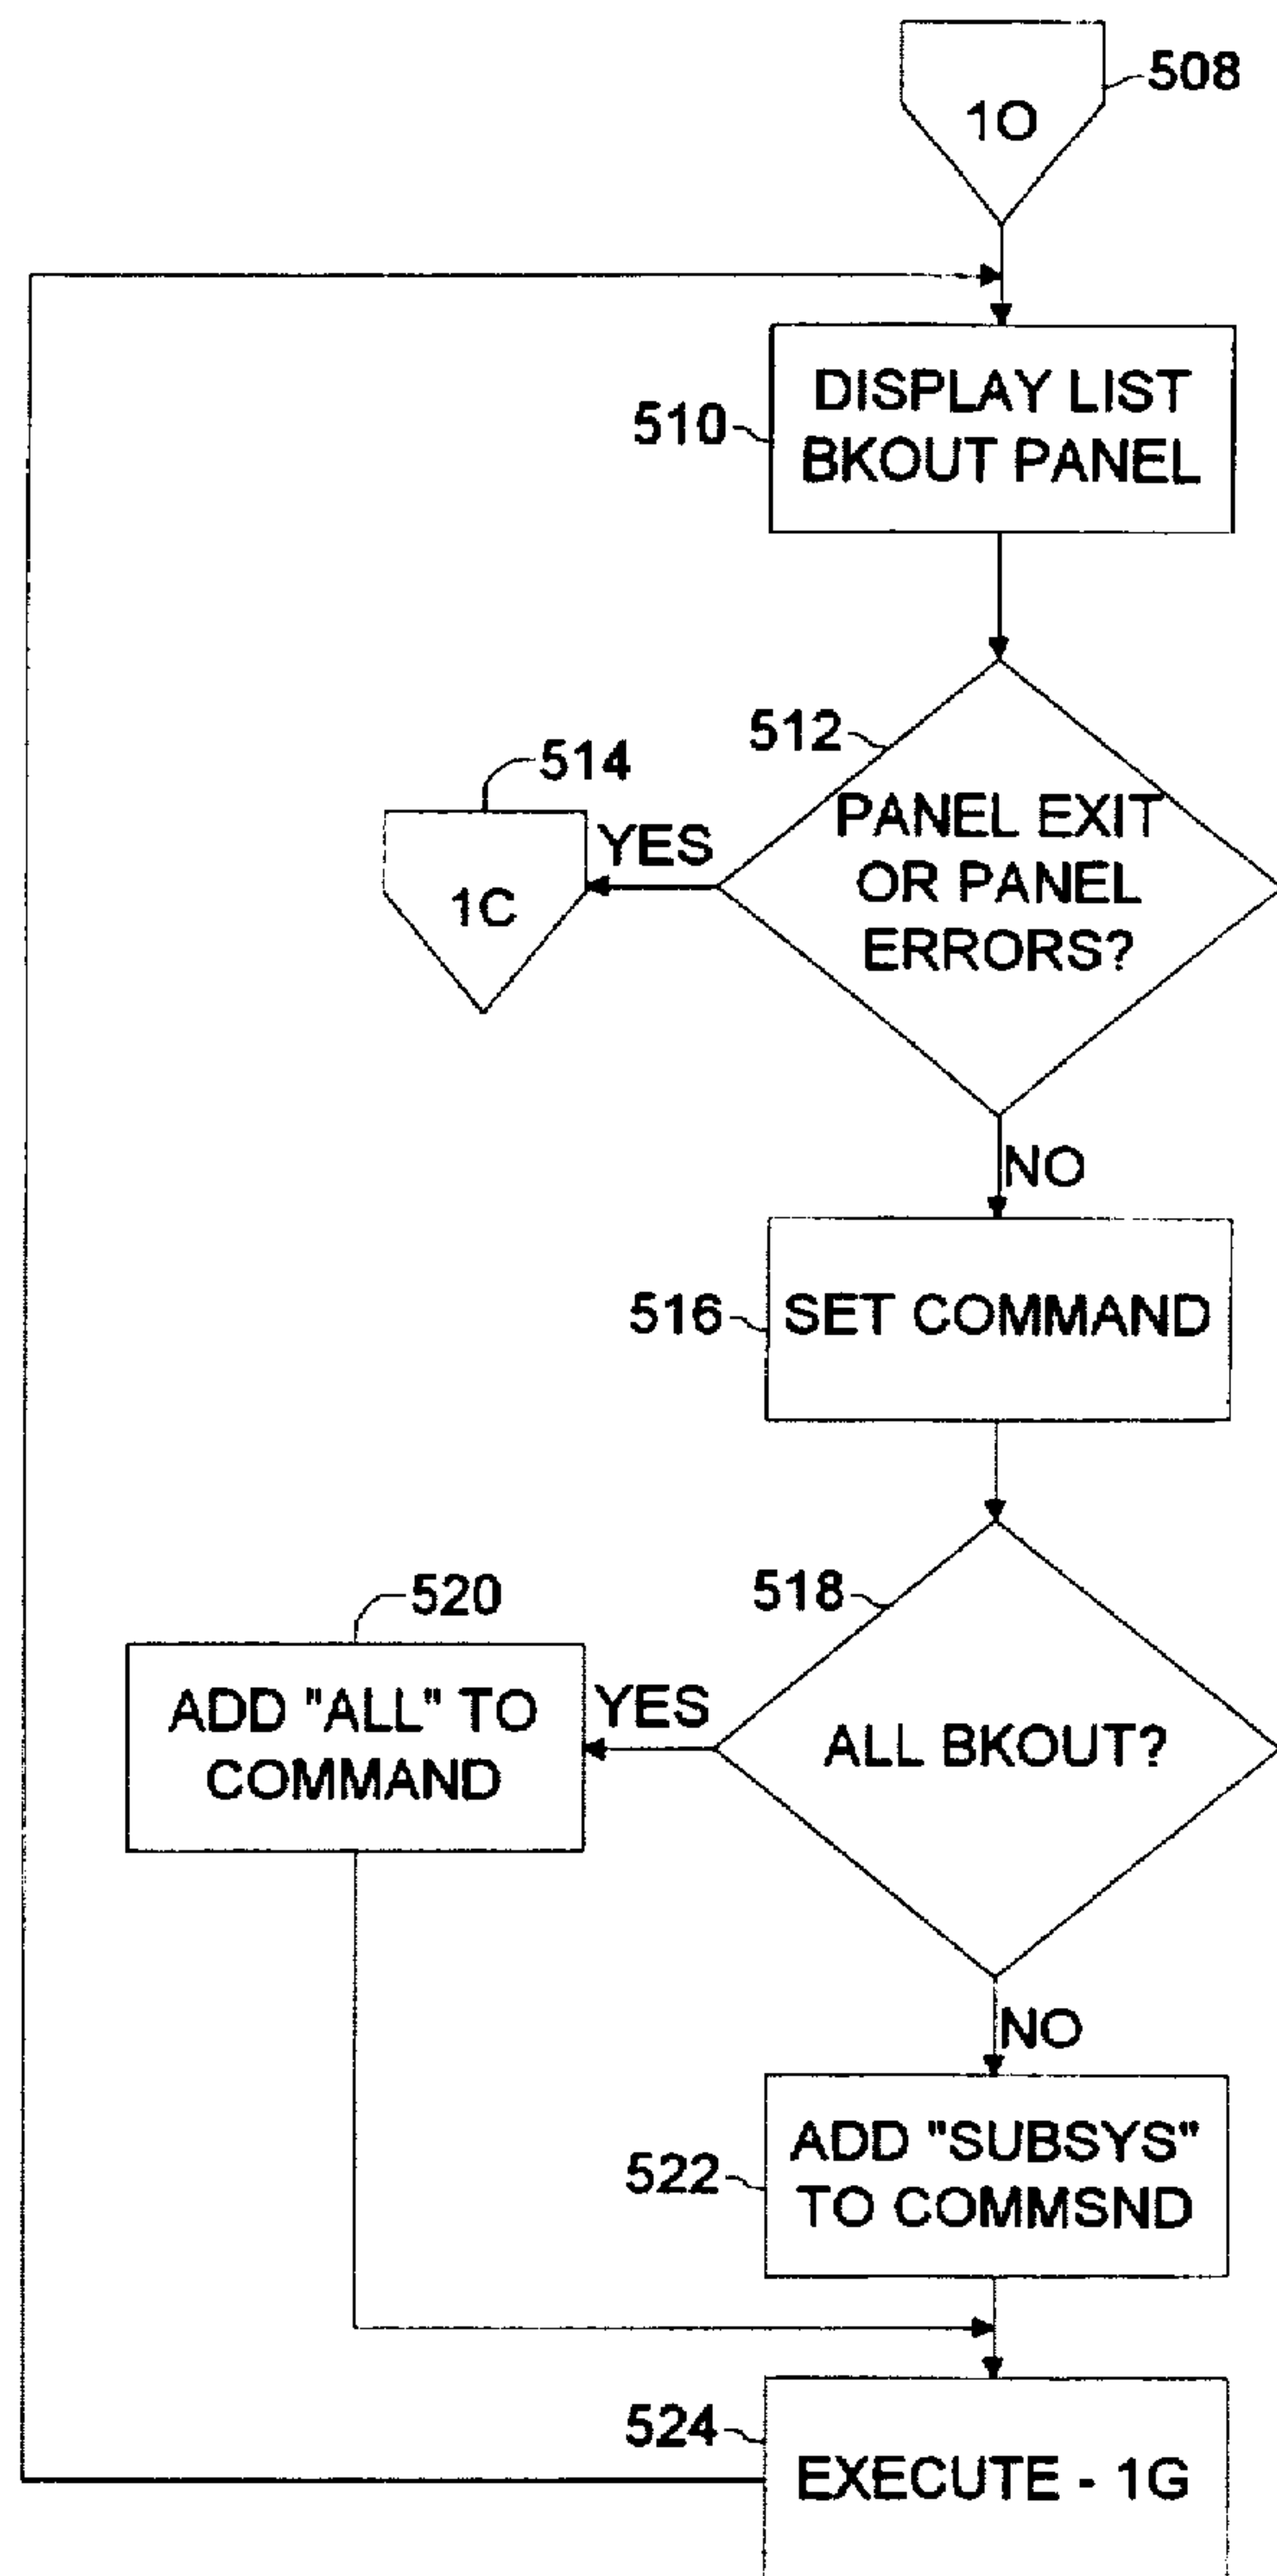 508
1O
DISPLAY LIST
BKOUT PANEL
510
512
514
PANEL EXIT
OR PANEL
ERRORS?
YES
1C
NO
516
SET COMMAND
518
520
ADD "ALL" TO
COMMAND
YES
ALL BKOUT?
NO
522
ADD "SUBSYS"
TO COMMSND
524
EXECUTE - 1G